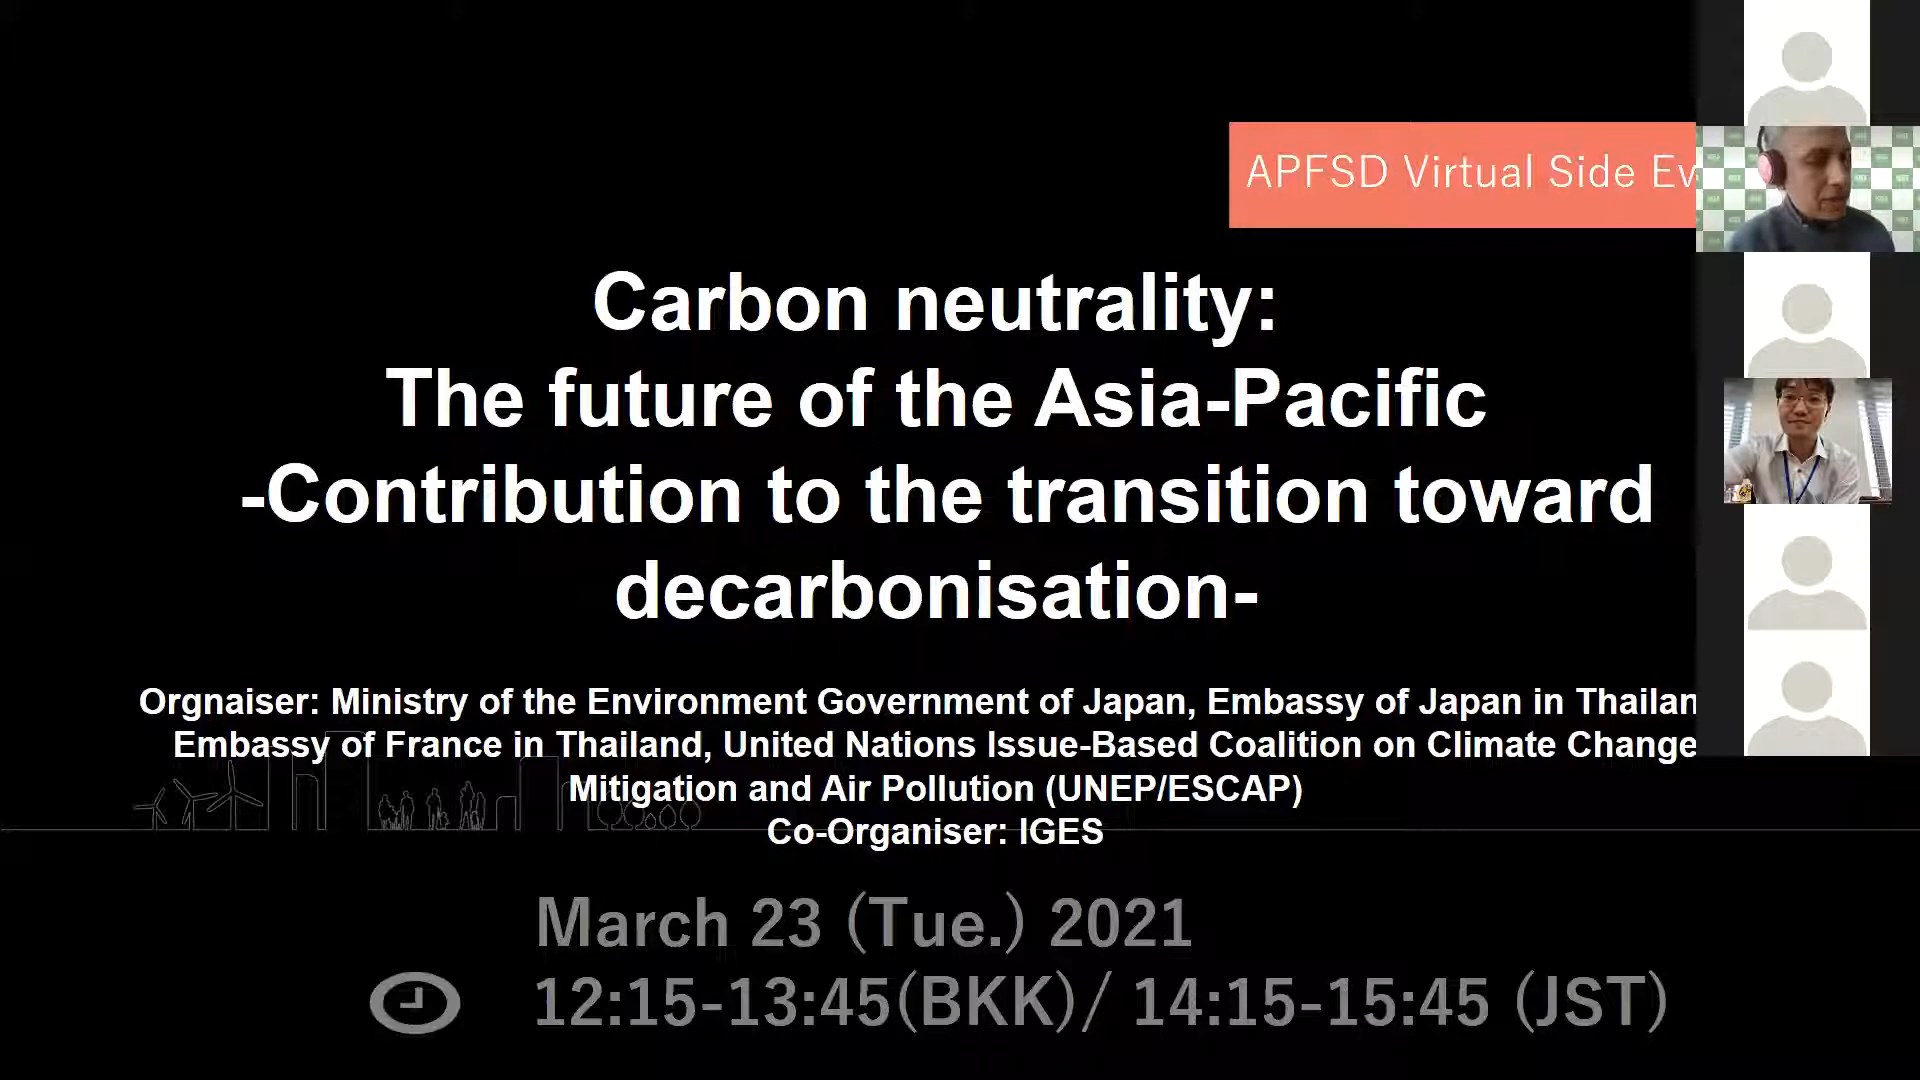 APFSD Virtual Side Ev
Carbon neutrality:
The future of the Asia-Pacific
-Contribution to the transition toward
decarbonisation-
Orgnaiser: Ministry of the Environment Government of Japan, Embassy of Japan in Thailan
Embassy of France in Thailand, United Nations Issue-Based Coalition on Climate Change
Mitigation and Air Pollution (UNEP/ESCAP)
Co-Organiser: IGES
March 23 (Tue.) 2021
12:15-13:45(BKK)/ 14:15-15:45 (JST)